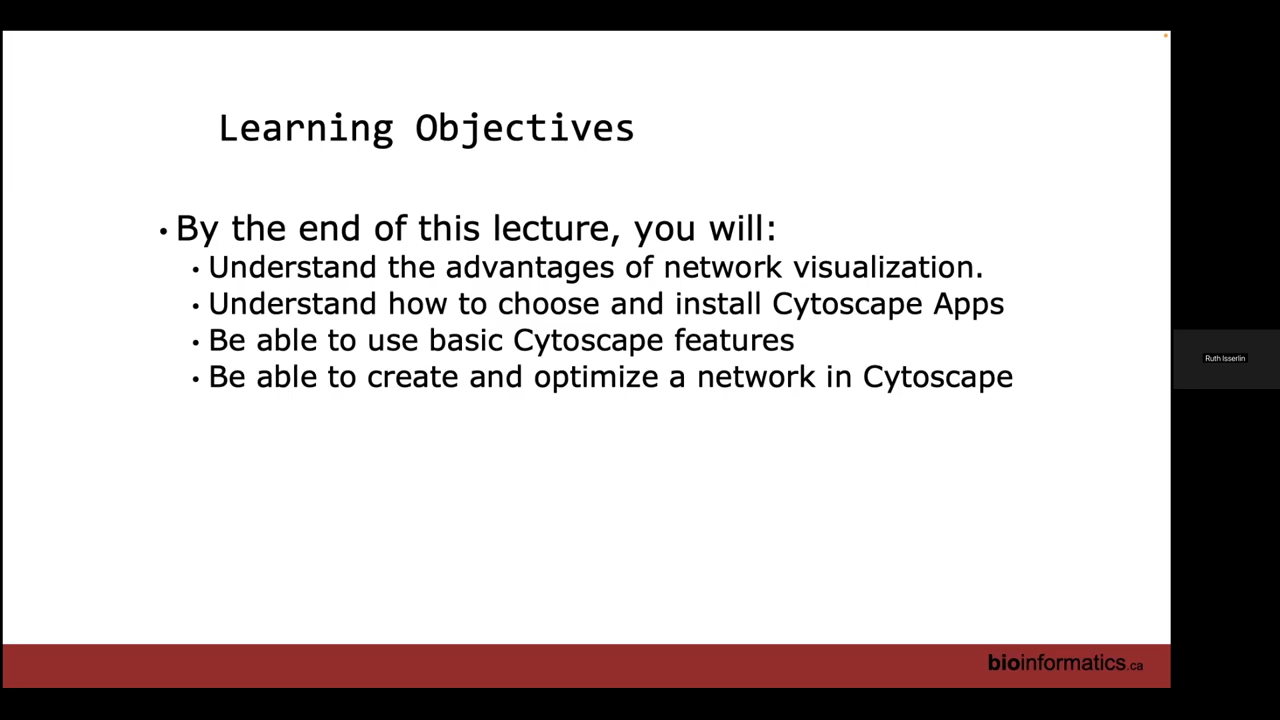 Learning Objectives
• By the end of this lecture, you will:
• Understand the advantages of network visualization.
• Understand how to choose and install Cytoscape Apps
• Be able to use basic Cytoscape features
• Be able to create and optimize a network in Cytoscape
Ruth Isserlin
bioinformatics.ca